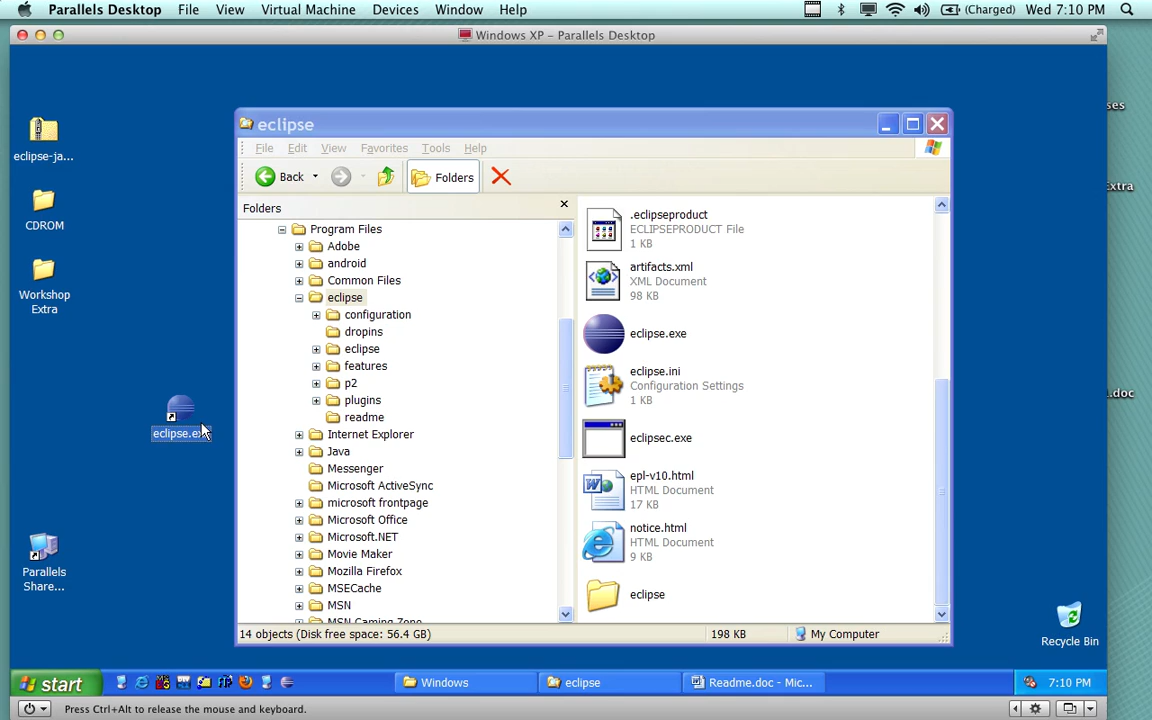 Parallels Desktop File View Virtual Machine Devices Window Help (Charged) Wed 7:10 PM
Windows XP – Parallels Desktop
eclipse-ja...
CDROM
Workshop
Extra
eclipse.ex
Parallels
Share...
Recycle Bin
eclipse
File Edit View Favorites Tools Help
Back Folders
Folders
Program Files
Adobe
android
Common Files
eclipse
configuration
dropins
eclipse
features
p2
plugins
readme
Internet Explorer
Java
Messenger
Microsoft ActiveSync
microsoft frontpage
Microsoft Office
Microsoft.NET
Movie Maker
Mozilla Firefox
MSECache
MSN
MSN Gaming Zone
.eclipseproduct
ECLIPSEPRODUCT File
1 KB
artifacts.xml
XML Document
98 KB
eclipse.exe
eclipse.ini
Configuration Settings
1 KB
eclipsec.exe
epl-v10.html
HTML Document
17 KB
notice.html
HTML Document
9 KB
eclipse
14 objects (Disk free space: 56.4 GB) 198 KB My Computer
ses
Extra
.doc
start Windows eclipse Readme.doc - Mic... 7:10 PM
Press Ctrl+Alt to release the mouse and keyboard.